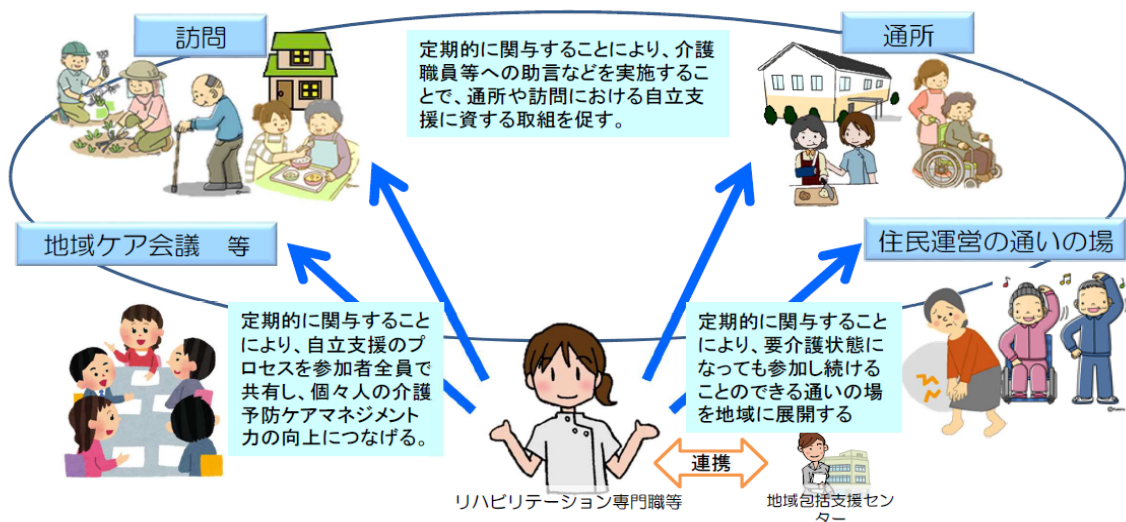 訪問
定期的に関与することにより、介護
職員等への助言などを実施するこ
とで、通所や訪問における自立支
援に資する取組を促す。
通所
地域ケア会議　等
住民運営の通いの場
定期的に関与すること
により、自立支援のプ
ロセスを参加者全員で
共有し、個々人の介護
予防ケアマネジメント
力の向上につなげる。
定期的に関与すること
により、要介護状態に
なっても参加し続ける
ことのできる通いの場
を地域に展開する
連携
リハビリテーション専門職等
地域包括支援セン
ター